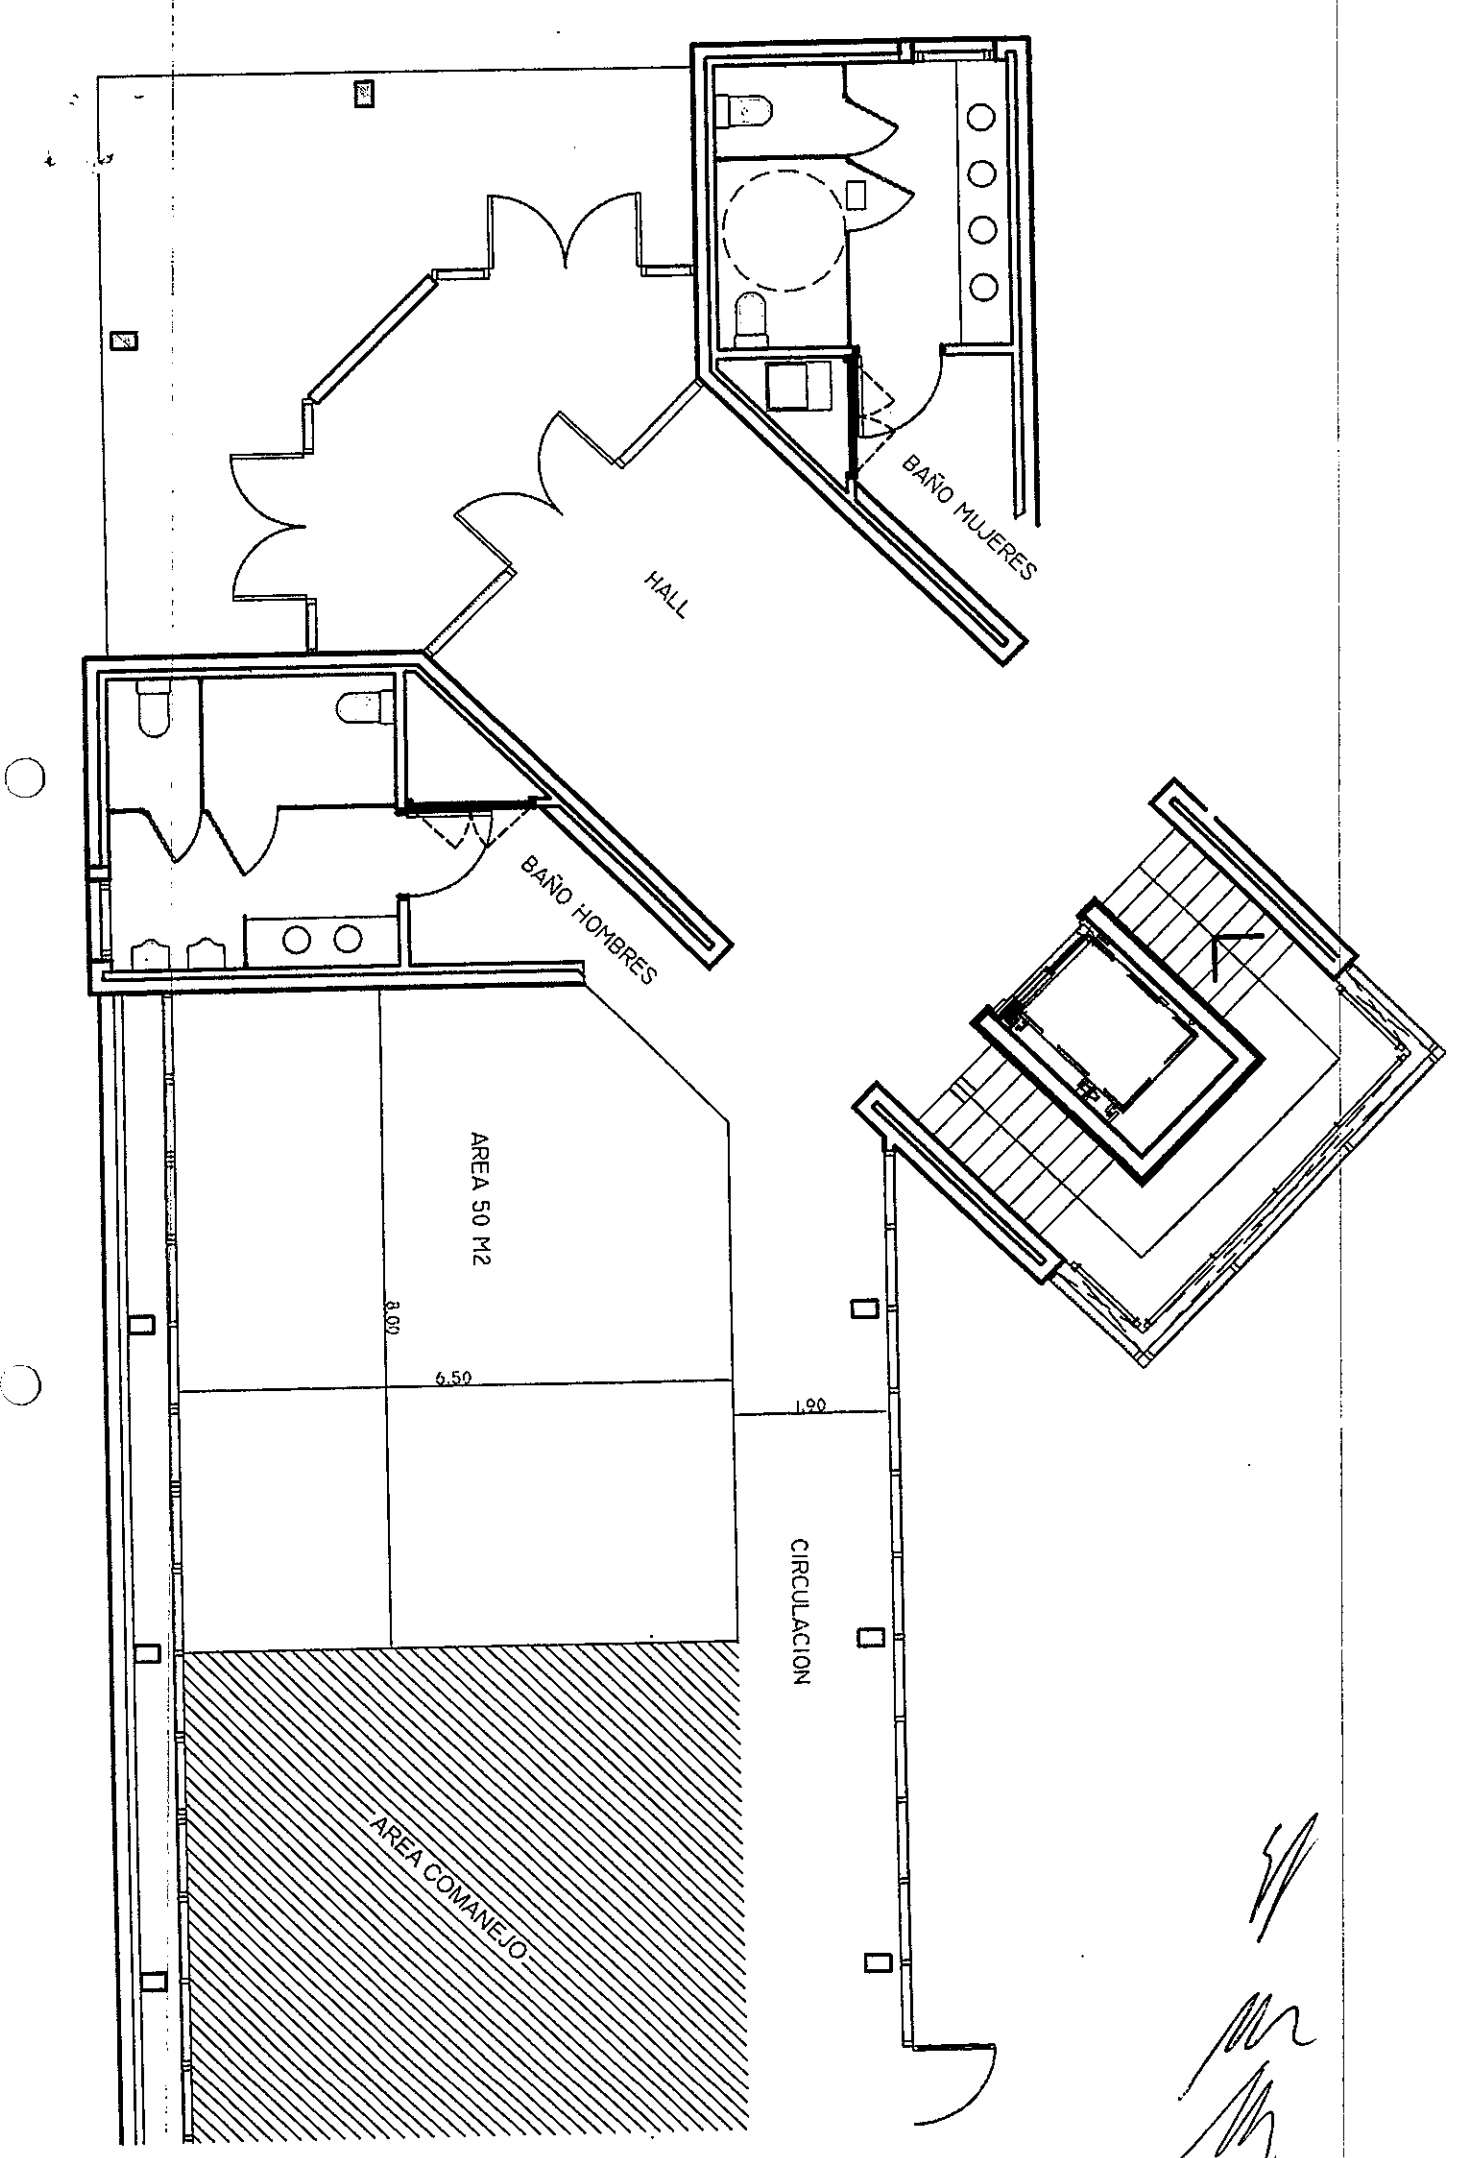 BAÑO MUJERES
HALL
BAÑO HOMBRES
AREA 50 M2
8.00
6.50
1.90
CIRCULACION
AREA COMANEJO